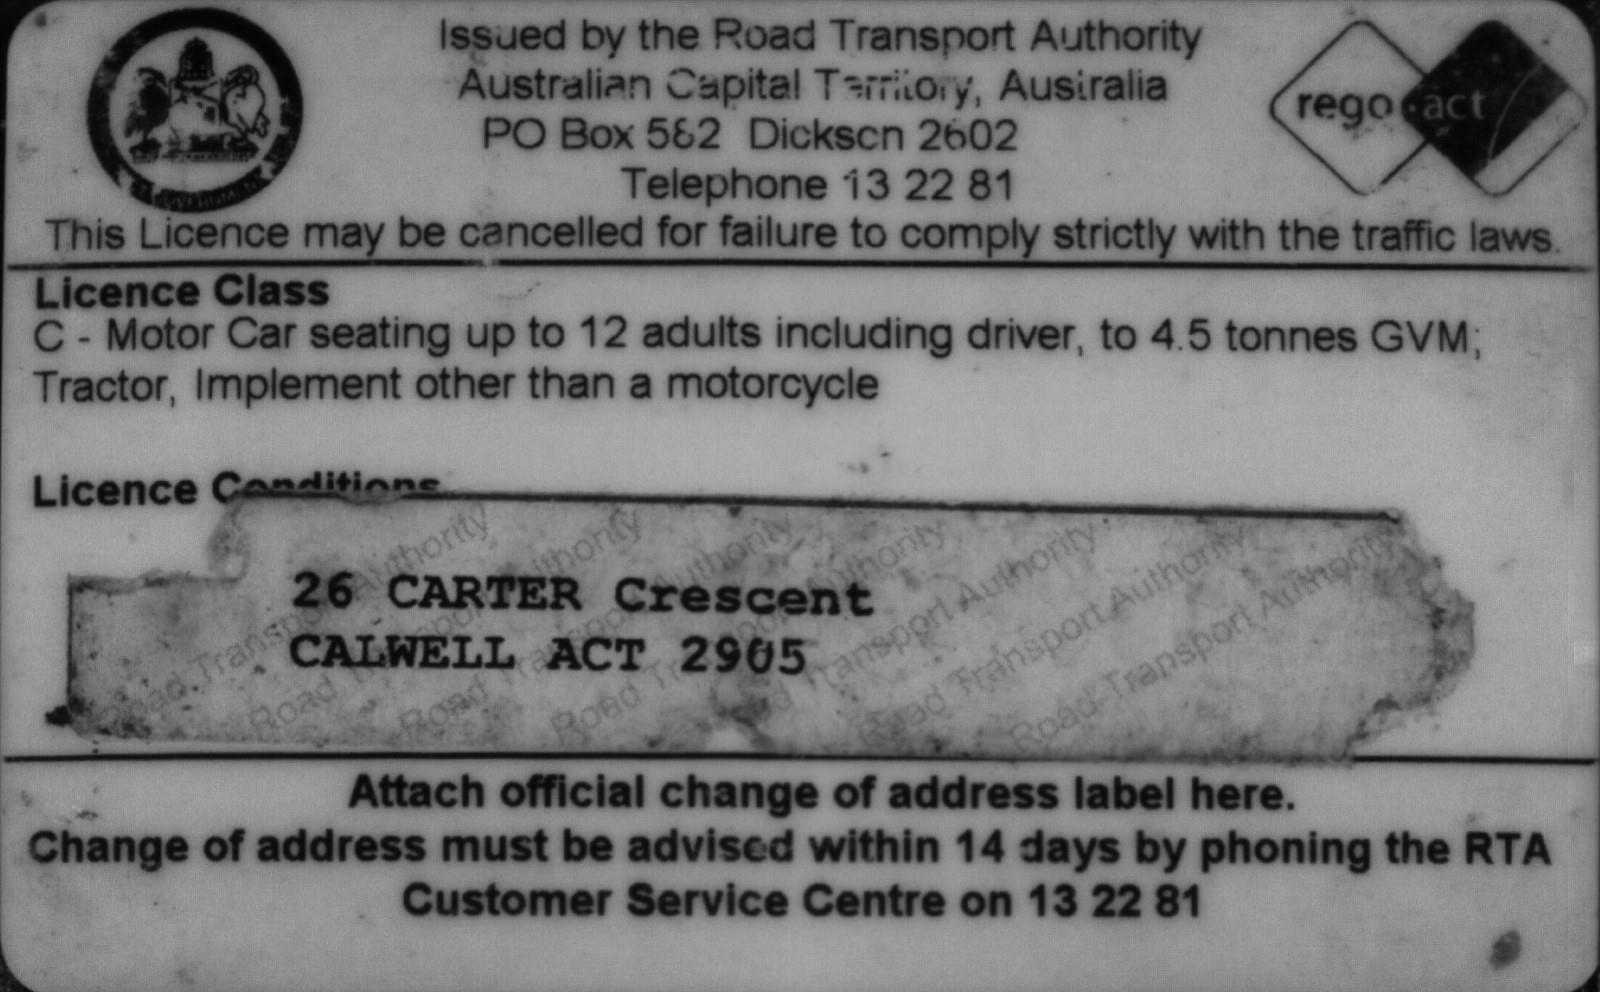 Issued by the Road Transport Authority
Australian Capital Territory, Australia
PO Box 582 Dickson 2602
Telephone 13 22 81
rego act
This Licence may be cancelled for failure to comply strictly with the traffic laws.
Licence Class
C - Motor Car seating up to 12 adults including driver, to 4.5 tonnes GVM;
Tractor, Implement other than a motorcycle
Licence Conditions
26 CARTER Crescent
CALWELL ACT 2905
Road Transport Authority
Road Transport Authority
Road Transport Authority
Road Transport Authority
Road Transport Authority
Road Transport Authority
Road Transport Authority
Attach official change of address label here.
Change of address must be advised within 14 days by phoning the RTA
Customer Service Centre on 13 22 81